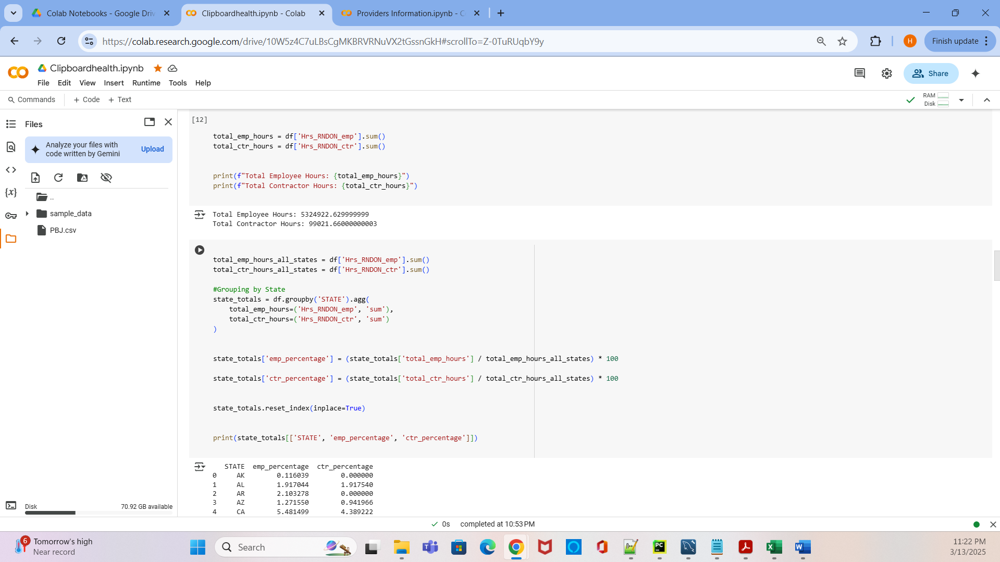 Colab Notebooks - Google Driv
Clipboardhealth.ipynb - Colab
Providers Information.ipynb - C
https://colab.research.google.com/drive/10W5z4C7uLBsCgMKBRVRNuVX2tGssnGkH#scrollTo=Z-0TuRUqbY9y
H
Finish update
Clipboardhealth.ipynb
File Edit View Insert Runtime Tools Help
Share
Commands + Code + Text
RAM
Disk
Files
Analyze your files with
code written by Gemini
Upload
{x}
..
sample_data
PBJ.csv
Disk 70.92 GB available
[12]
total_emp_hours = df['Hrs_RNDON_emp'].sum()
total_ctr_hours = df['Hrs_RNDON_ctr'].sum()
print(f"Total Employee Hours: {total_emp_hours}")
print(f"Total Contractor Hours: {total_ctr_hours}")
Total Employee Hours: 5324922.629999999
Total Contractor Hours: 99021.66000000003
total_emp_hours_all_states = df['Hrs_RNDON_emp'].sum()
total_ctr_hours_all_states = df['Hrs_RNDON_ctr'].sum()
#Grouping by State
state_totals = df.groupby('STATE').agg(
    total_emp_hours=('Hrs_RNDON_emp', 'sum'),
    total_ctr_hours=('Hrs_RNDON_ctr', 'sum')
)
state_totals['emp_percentage'] = (state_totals['total_emp_hours'] / total_emp_hours_all_states) * 100
state_totals['ctr_percentage'] = (state_totals['total_ctr_hours'] / total_ctr_hours_all_states) * 100
state_totals.reset_index(inplace=True)
print(state_totals[['STATE', 'emp_percentage', 'ctr_percentage']])
STATE emp_percentage ctr_percentage
0 AK 0.116039 0.000000
1 AL 1.917044 1.917540
2 AR 2.103278 0.000000
3 AZ 1.271550 0.941966
4 CA 5.481499 4.389222
0s completed at 10:53 PM
6
Tomorrow's high
Near record
Search
PC
11:22 PM
3/13/2025